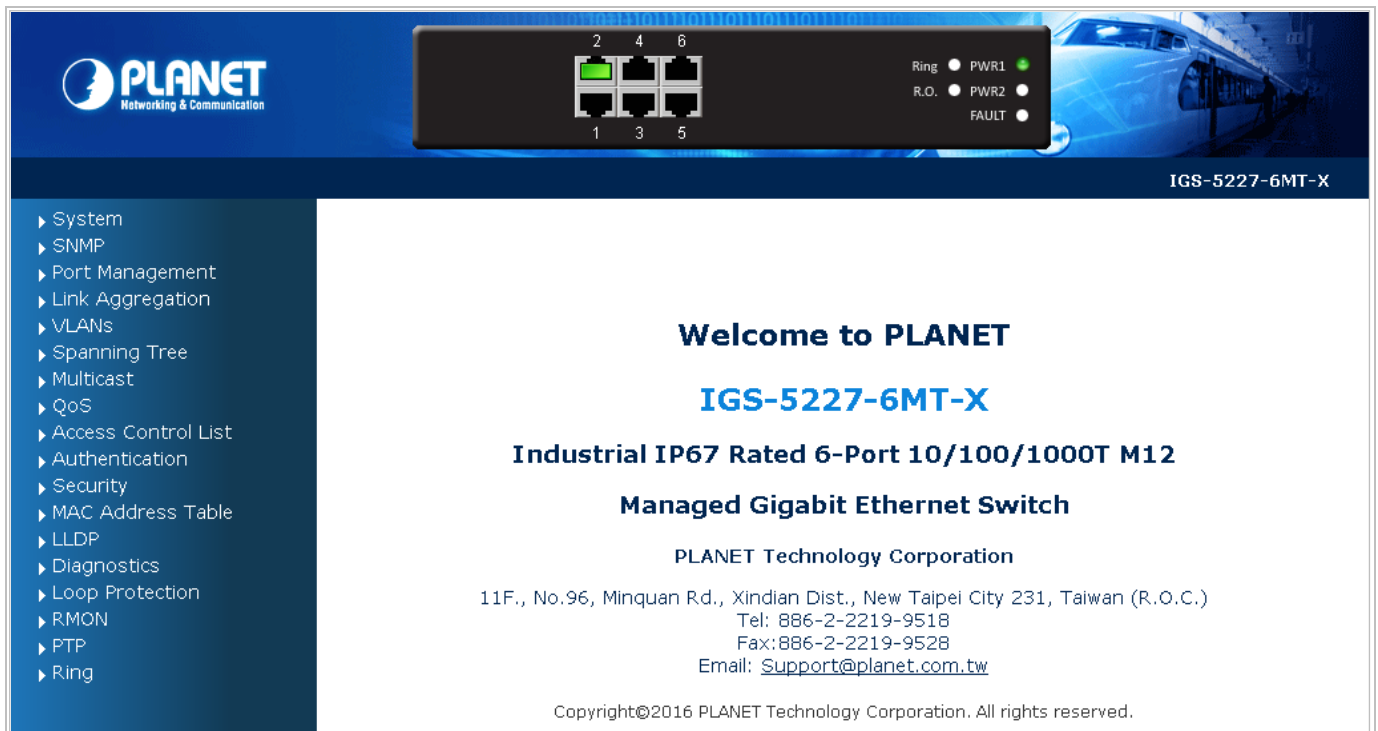 PLANET
Networking & Communication
2 4 6
1 3 5
Ring PWR1
R.O. PWR2
FAULT
IGS-5227-6MT-X
System
SNMP
Port Management
Link Aggregation
VLANs
Spanning Tree
Multicast
QoS
Access Control List
Authentication
Security
MAC Address Table
LLDP
Diagnostics
Loop Protection
RMON
PTP
Ring
Welcome to PLANET
IGS-5227-6MT-X
Industrial IP67 Rated 6-Port 10/100/1000T M12
Managed Gigabit Ethernet Switch
PLANET Technology Corporation
11F., No.96, Minquan Rd., Xindian Dist., New Taipei City 231, Taiwan (R.O.C.)
Tel: 886-2-2219-9518
Fax:886-2-2219-9528
Email: Support@planet.com.tw
Copyright©2016 PLANET Technology Corporation. All rights reserved.